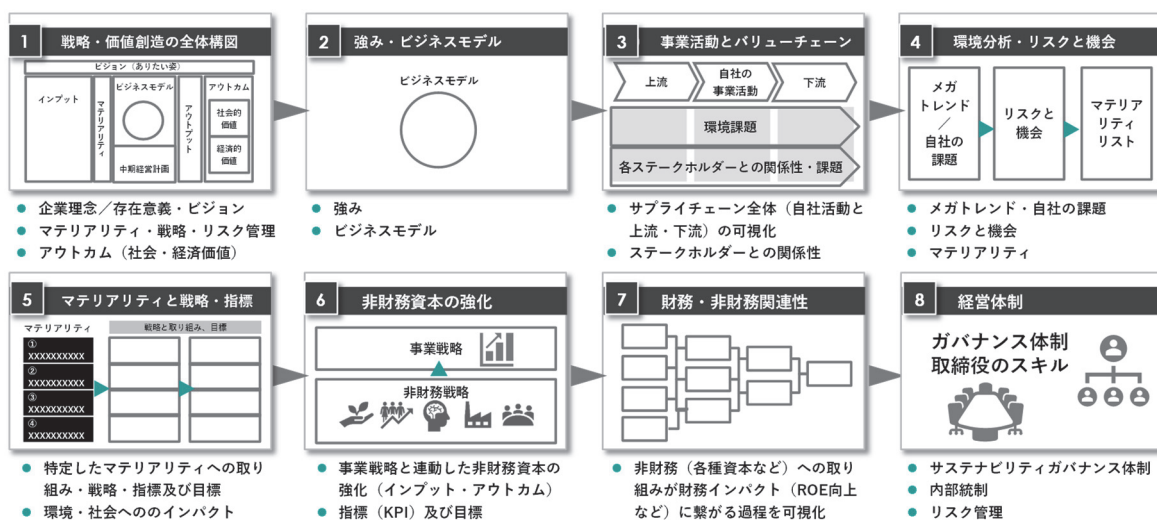 1 戦略・価値創造の全体構図
ビジョン（ありたい姿）
インプット
マテリアリティ
ビジネスモデル
中期経営計画
アウトプット
アウトカム
社会的
価値
経済的
価値
● 企業理念／存在意義・ビジョン
● マテリアリティ・戦略・リスク管理
● アウトカム（社会・経済価値）
2 強み・ビジネスモデル
ビジネスモデル
● 強み
● ビジネスモデル
3 事業活動とバリューチェーン
上流
自社の
事業活動
下流
環境課題
各ステークホルダーとの関係性・課題
● サプライチェーン全体（自社活動と
上流・下流）の可視化
● ステークホルダーとの関係性
4 環境分析・リスクと機会
メガ
トレンド
／
自社の
課題
リスクと
機会
マテリア
リティ
リスト
● メガトレンド・自社の課題
● リスクと機会
● マテリアリティ
5 マテリアリティと戦略・指標
マテリアリティ
戦略と取り組み、目標
①
XXXXXXXXXX
②
XXXXXXXXXX
③
XXXXXXXXXX
④
XXXXXXXXXX
● 特定したマテリアリティへの取り
組み・戦略・指標及び目標
● 環境・社会へののインパクト
6 非財務資本の強化
事業戦略
非財務戦略
● 事業戦略と連動した非財務資本の
強化（インプット・アウトカム）
● 指標（KPI）及び目標
7 財務・非財務関連性
● 非財務（各種資本など）への取り
組みが財務インパクト（ROE向上
など）に繋がる過程を可視化
8 経営体制
ガバナンス体制
取締役のスキル
● サステナビリティガバナンス体制
● 内部統制
● リスク管理